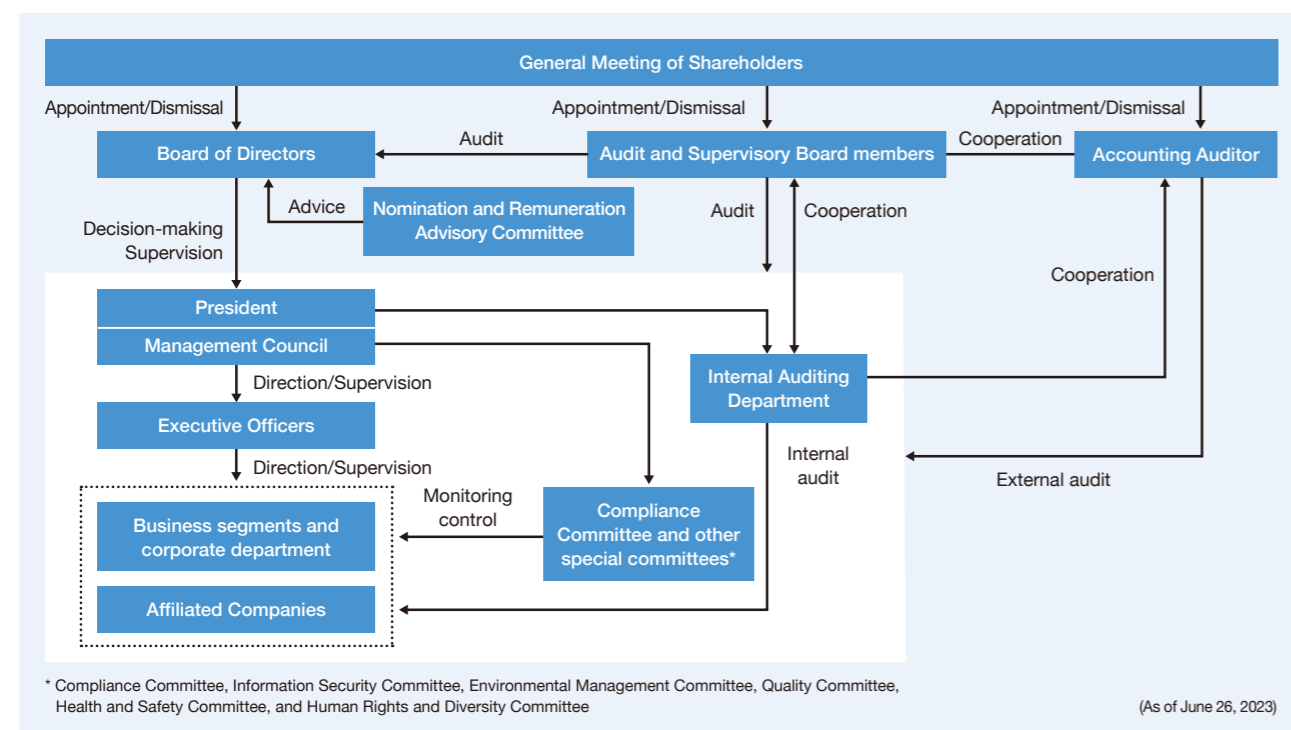 General Meeting of Shareholders
Appointment/Dismissal
Appointment/Dismissal
Appointment/Dismissal
Board of Directors
Audit
Audit and Supervisory Board members
Cooperation
Accounting Auditor
Advice
Nomination and Remuneration
Advisory Committee
Audit
Cooperation
Decision-making
Supervision
Cooperation
President
Management Council
Direction/Supervision
Internal Auditing
Department
Executive Officers
Direction/Supervision
Internal
audit
External audit
Monitoring
control
Compliance
Committee and other
special committees*
Business segments and
corporate department
Affiliated Companies
* Compliance Committee, Information Security Committee, Environmental Management Committee, Quality Committee,
Health and Safety Committee, and Human Rights and Diversity Committee
(As of June 26, 2023)